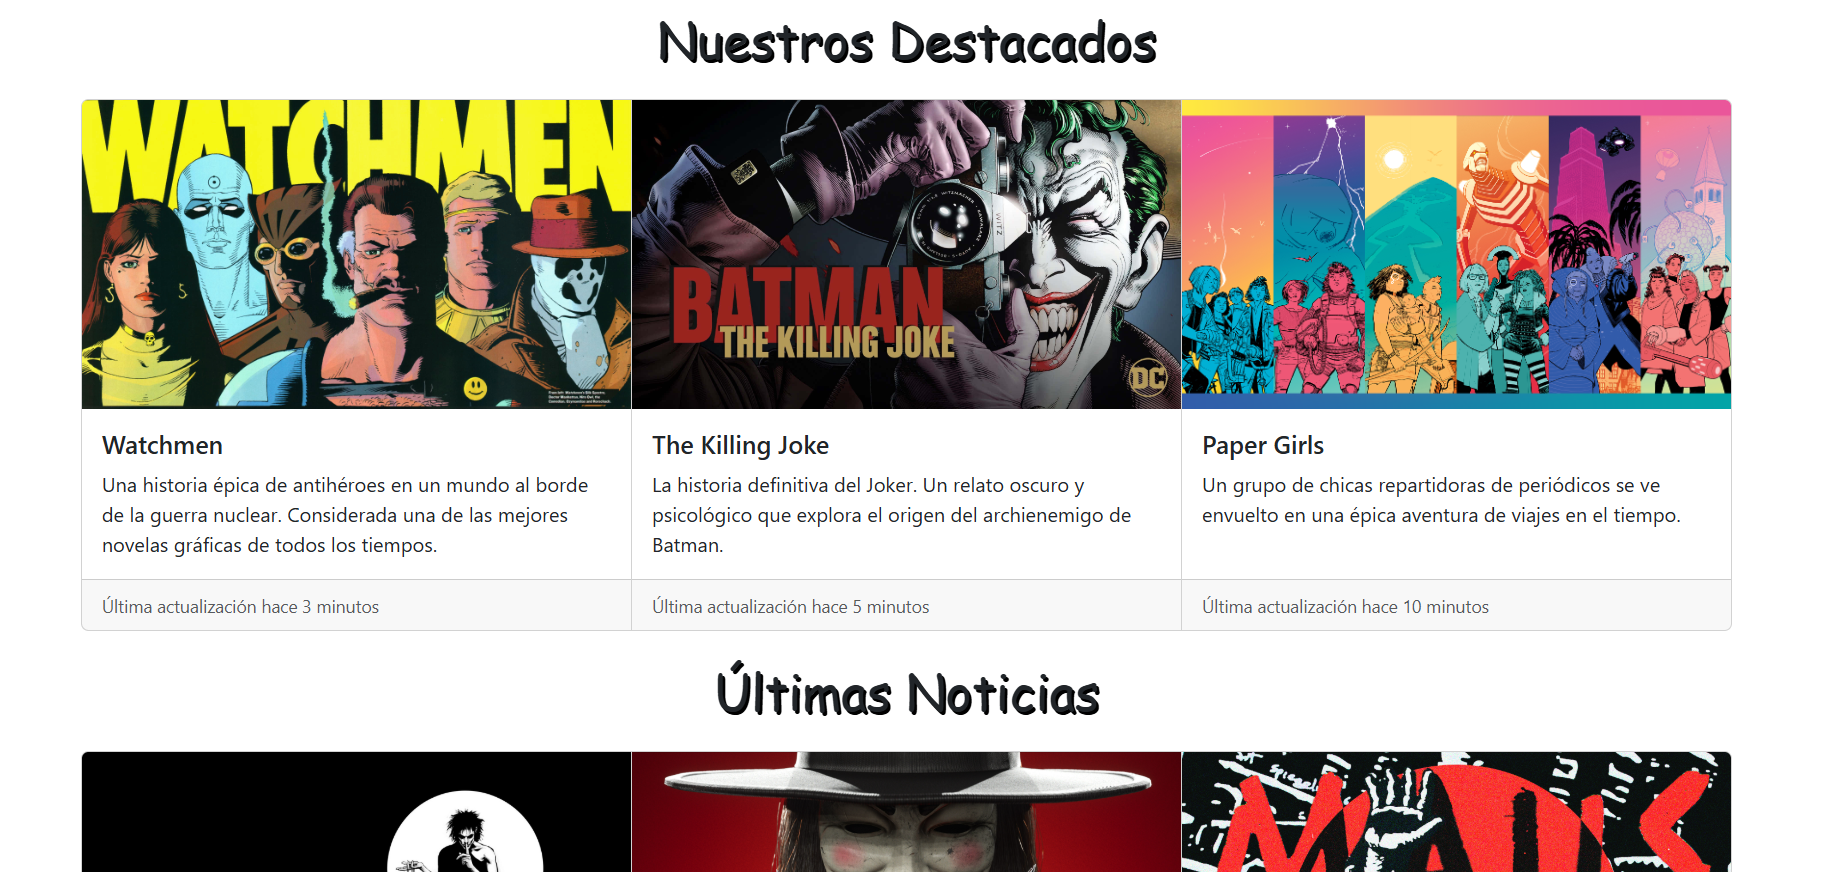 Nuestros Destacados
WATCHMEN
BATMAN
THE KILLING JOKE
DC
WITZ
Watchmen
Una historia épica de antihéroes en un mundo al borde
de la guerra nuclear. Considerada una de las mejores
novelas gráficas de todos los tiempos.
The Killing Joke
La historia definitiva del Joker. Un relato oscuro y
psicológico que explora el origen del archienemigo de
Batman.
Paper Girls
Un grupo de chicas repartidoras de periódicos se ve
envuelto en una épica aventura de viajes en el tiempo.
Última actualización hace 3 minutos
Última actualización hace 5 minutos
Última actualización hace 10 minutos
Últimas Noticias